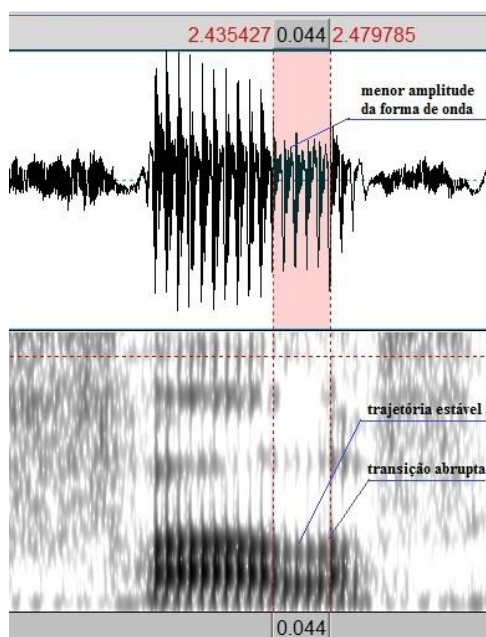 2.435427 0.044 2.479785
menor amplitude
da forma de onda
trajetória estável
transição abrupta
0.044